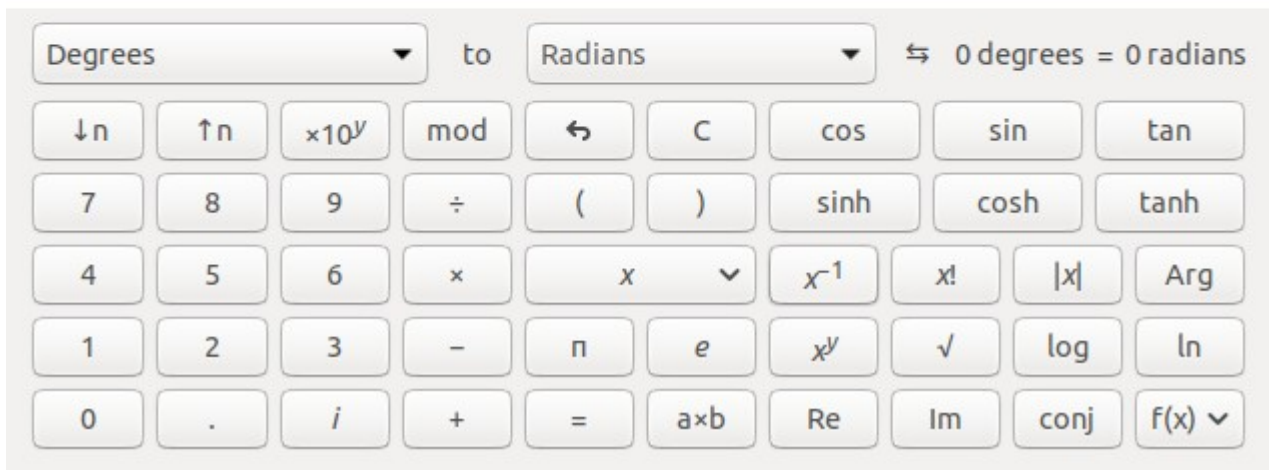 Degrees to Radians ⇆ 0 degrees = 0 radians
↓n ↑n ×10ʸ mod ↶ C cos sin tan
7 8 9 ÷ ( ) sinh cosh tanh
4 5 6 × x x⁻¹ x! |x| Arg
1 2 3 − π e xʸ √ log ln
0 . i + = a×b Re Im conj f(x)